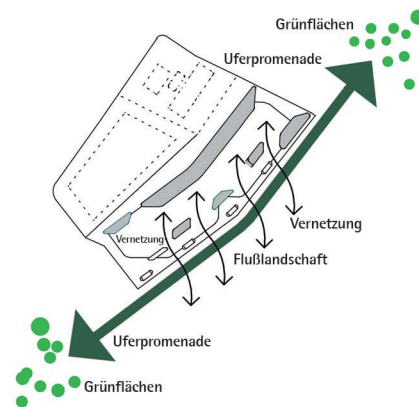 Grünflächen
Uferpromenade
Vernetzung
Vernetzung
Flußlandschaft
Uferpromenade
Grünflächen